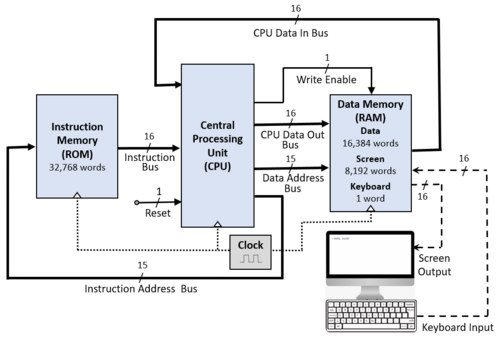 16
CPU Data In Bus
1
Write Enable
Instruction
Memory
(ROM)
32,768 words
16
Instruction
Bus
Central
Processing
Unit
(CPU)
16
CPU Data Out
Bus
15
Data Address
Bus
Data Memory
(RAM)
Data
16,384 words
Screen
8,192 words
Keyboard
1 word
16
16
1
Reset
Clock
Screen
Output
15
Instruction Address Bus
Keyboard Input